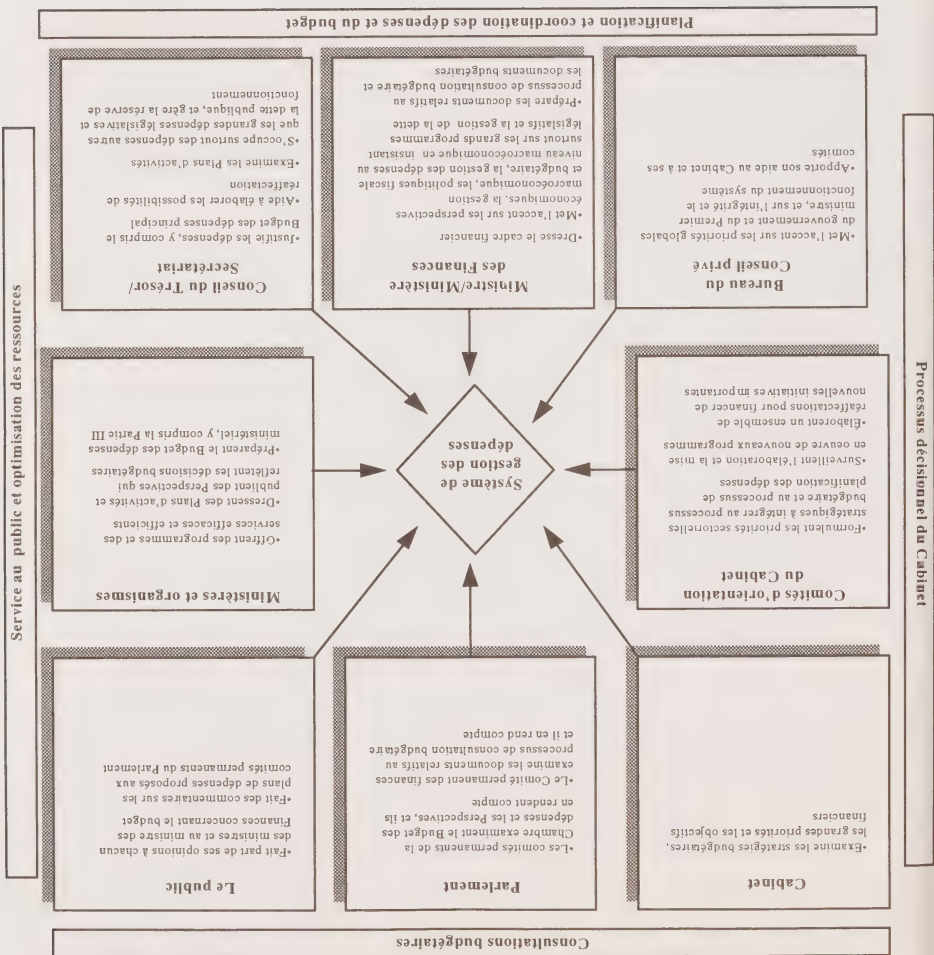 Consultations budgétaires
Processus décisionnel du Cabinet
Cabinet
•Examine les stratégies budgétaires,
les grandes priorités et les objectifs
financiers
Parlement
•Les comités permanents de la
Chambre examinent le Budget des
dépenses et les Perspectives, et ils
en rendent compte
•Le Comité permanent des finances
examine les documents relatifs au
processus de consultation budgétaire
et il en rend compte
Le public
•Fait part de ses opinions à chacun
des ministres et au ministre des
Finances concernant le budget
•Fait des commentaires sur les
plans de dépenses proposés aux
comités permanents du Parlement
Comités d'orientation
du Cabinet
•Formulent les priorités sectorielles
stratégiques à intégrer au processus
budgétaire et au processus de
planification des dépenses
•Surveillent l'élaboration et la mise
en oeuvre de nouveaux programmes
•Élaborent un ensemble de
réaffectations pour financer de
nouvelles initiatives importantes
Système de
gestion des
dépenses
Ministères et organismes
•Offrent des programmes et des
services efficaces et efficients
•Dressent des Plans d'activités et
publient des Perspectives qui
reflètent les décisions budgétaires
•Préparent le Budget des dépenses
ministériel, y compris la Partie III
Bureau du
Conseil privé
•Met l'accent sur les priorités globales
du gouvernement et du Premier
ministre, et sur l'intégrité et le
fonctionnement du système
•Apporte son aide au Cabinet et à ses
comités
Ministre/Ministère
des Finances
•Dresse le cadre financier
•Met l'accent sur les perspectives
économiques, la gestion
macroéconomique, les politiques fiscale
et budgétaire, la gestion des dépenses au
niveau macroéconomique en insistant
surtout sur les grands programmes
législatifs et la gestion de la dette
•Prépare les documents relatifs au
processus de consultation budgétaire et
les documents budgétaires
Conseil du Trésor/
Secrétariat
•Justifie les dépenses, y compris le
Budget des dépenses principal
•Aide à élaborer les possibilités de
réaffectation
•Examine les Plans d'activités
•S'occupe surtout des dépenses autres
que les grandes dépenses législatives et
la dette publique, et gère la réserve de
fonctionnement
Service au public et optimisation des ressources
Planification et coordination des dépenses et du budget